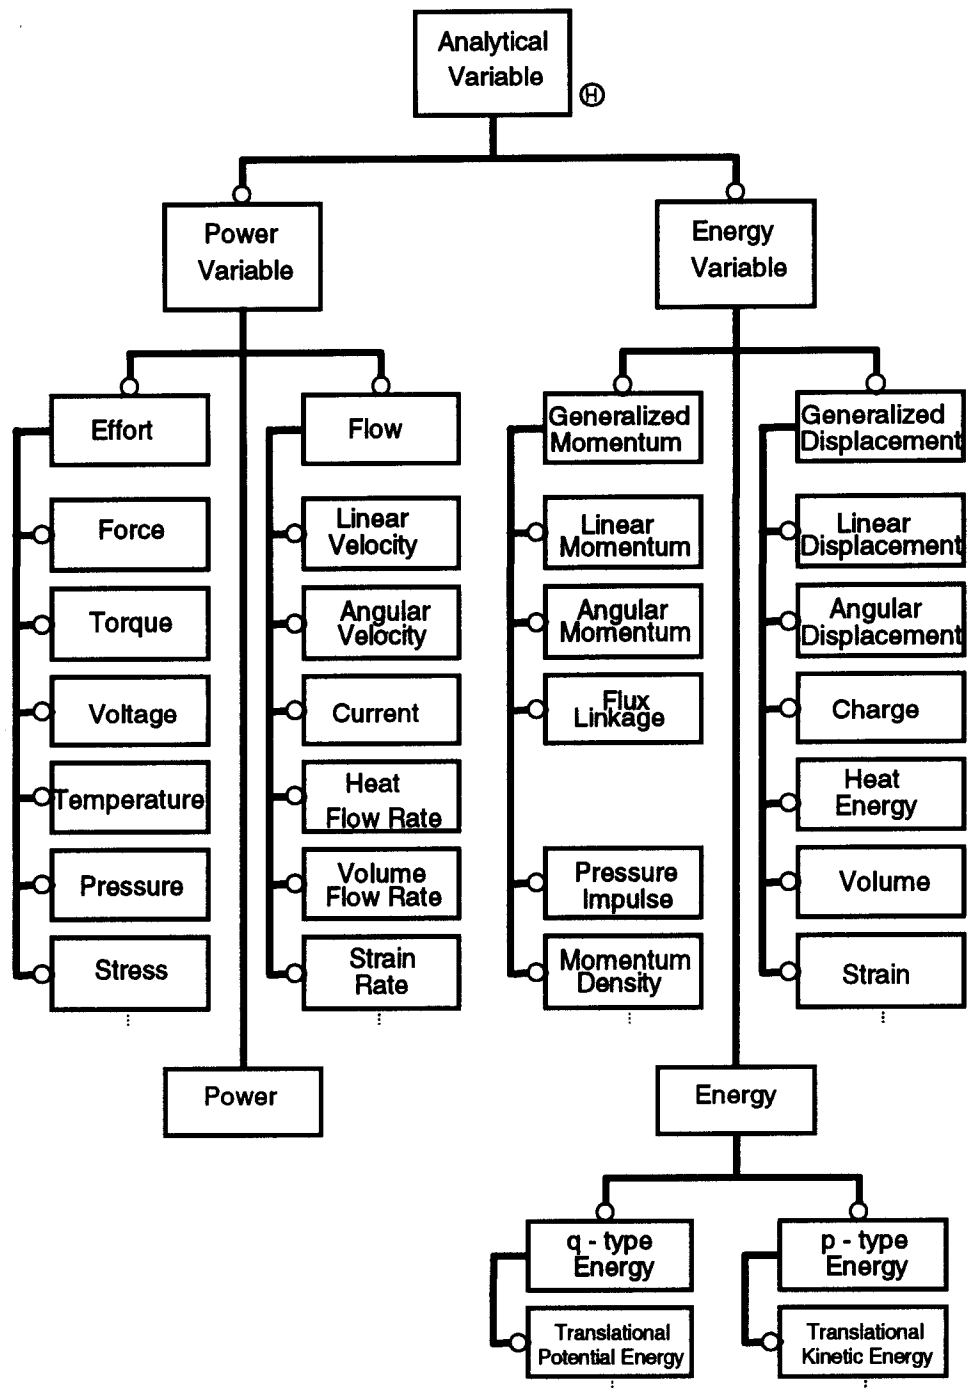 Analytical
Variable
H
Power
Variable
Energy
Variable
Effort
Flow
Generalized
Momentum
Generalized
Displacement
Force
Linear
Velocity
Linear
Momentum
Linear
Displacement
Torque
Angular
Velocity
Angular
Momentum
Angular
Displacement
Voltage
Current
Flux
Linkage
Charge
Temperature
Heat
Flow Rate
Heat
Energy
Pressure
Volume
Flow Rate
Pressure
Impulse
Volume
Stress
Strain
Rate
Momentum
Density
Strain
Power
Energy
q - type
Energy
p - type
Energy
Translational
Potential Energy
Translational
Kinetic Energy